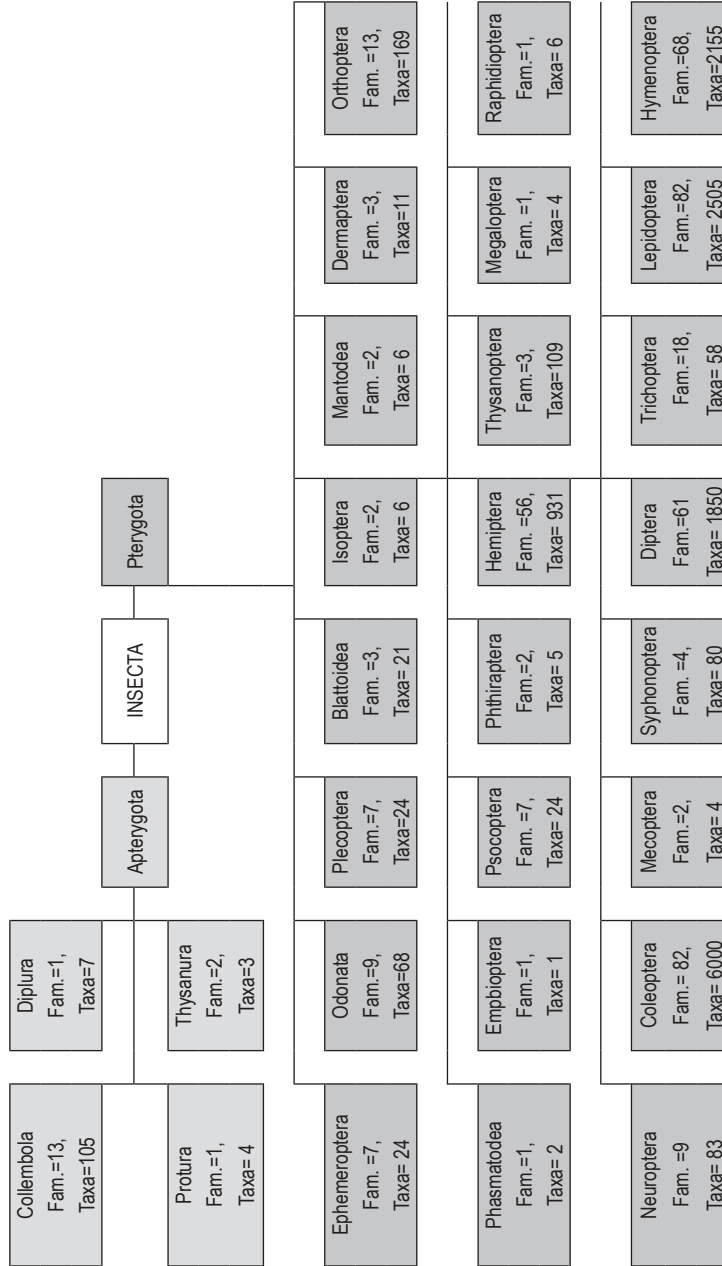 Collembola
Fam.=13,
Taxa=105
Diplura
Fam.=1,
Taxa=7
Apterygota
INSECTA
Pterygota
Protura
Fam.=1,
Taxa= 4
Thysanura
Fam.=2,
Taxa=3
Ephemeroptera
Fam. =7,
Taxa= 24
Odonata
Fam.=9,
Taxa=68
Plecoptera
Fam.=7,
Taxa=24
Blattoidea
Fam. =3,
Taxa= 21
Isoptera
Fam.=2,
Taxa= 6
Mantodea
Fam. =2,
Taxa= 6
Dermaptera
Fam. =3,
Taxa=11
Orthoptera
Fam. =13,
Taxa=169
Phasmatodea
Fam.=1,
Taxa= 2
Empbioptera
Fam.=1,
Taxa= 1
Psocoptera
Fam. =7,
Taxa= 24
Phthiraptera
Fam.=2,
Taxa= 5
Hemiptera
Fam. =56,
Taxa= 931
Thysanoptera
Fam.=3,
Taxa=109
Megaloptera
Fam. =1,
Taxa= 4
Raphidioptera
Fam.=1,
Taxa= 6
Neuroptera
Fam. =9
Taxa= 83
Coleoptera
Fam.= 82,
Taxa= 6000
Mecoptera
Fam.=2,
Taxa= 4
Syphonoptera
Fam. =4,
Taxa= 80
Diptera
Fam.=61
Taxa= 1850
Trichoptera
Fam.=18,
Taxa= 58
Lepidoptera
Fam.=82,
Taxa= 2505
Hymenoptera
Fam.=68,
Taxa=2155